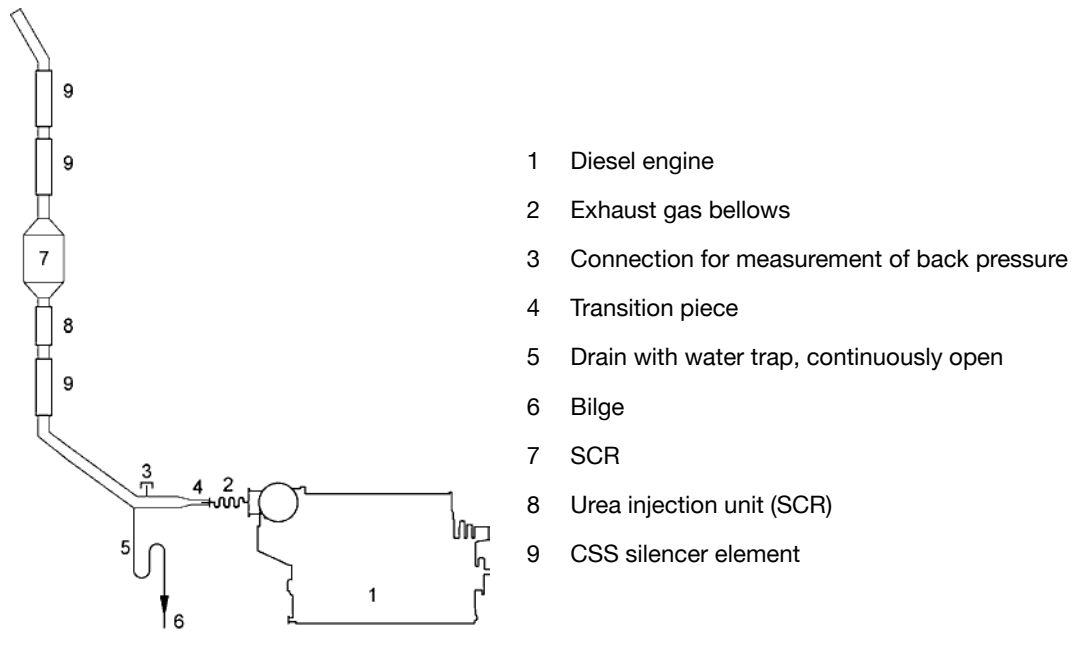 9
9
7
8
9
3
4
2
5
1
6
1 Diesel engine
2 Exhaust gas bellows
3 Connection for measurement of back pressure
4 Transition piece
5 Drain with water trap, continuously open
6 Bilge
7 SCR
8 Urea injection unit (SCR)
9 CSS silencer element